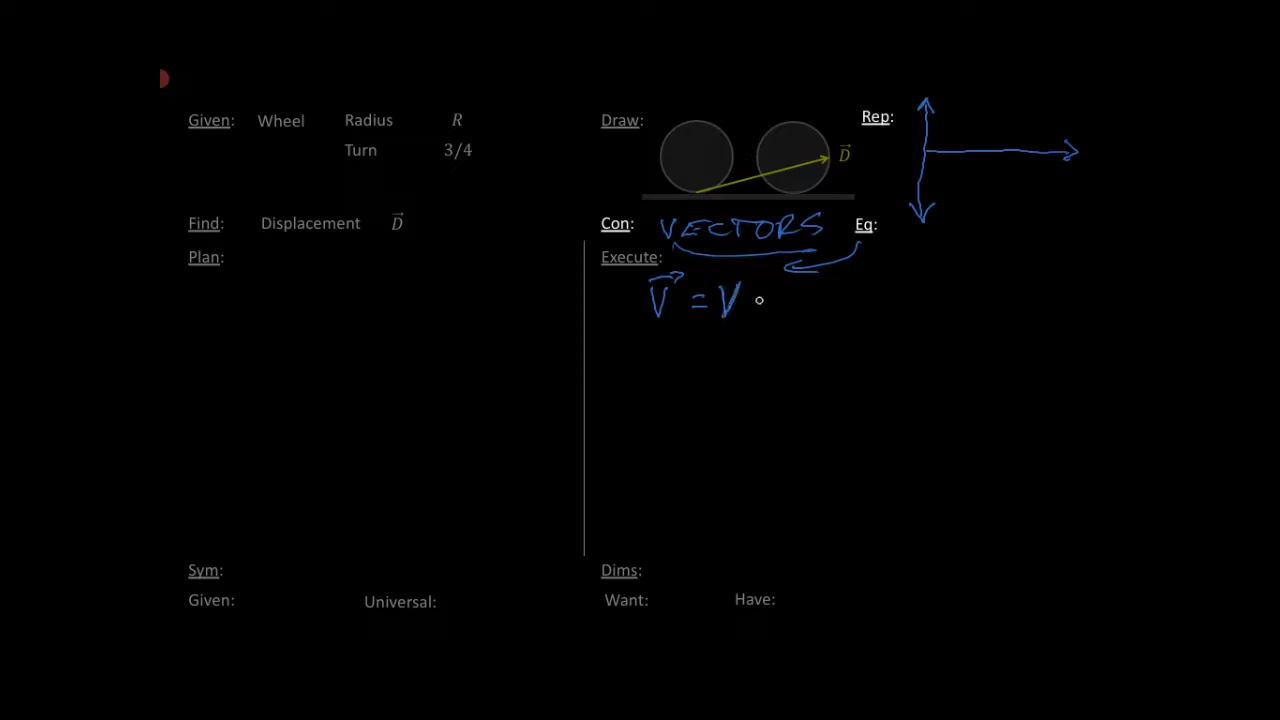 Given: Wheel Radius R
Turn 3/4
Find: Displacement D⃗
Plan:
Draw: D⃗
Rep:
Con: VECTORS Eq:
Execute:
V⃗ = V
Sym:
Given: Universal:
Dims:
Want: Have: